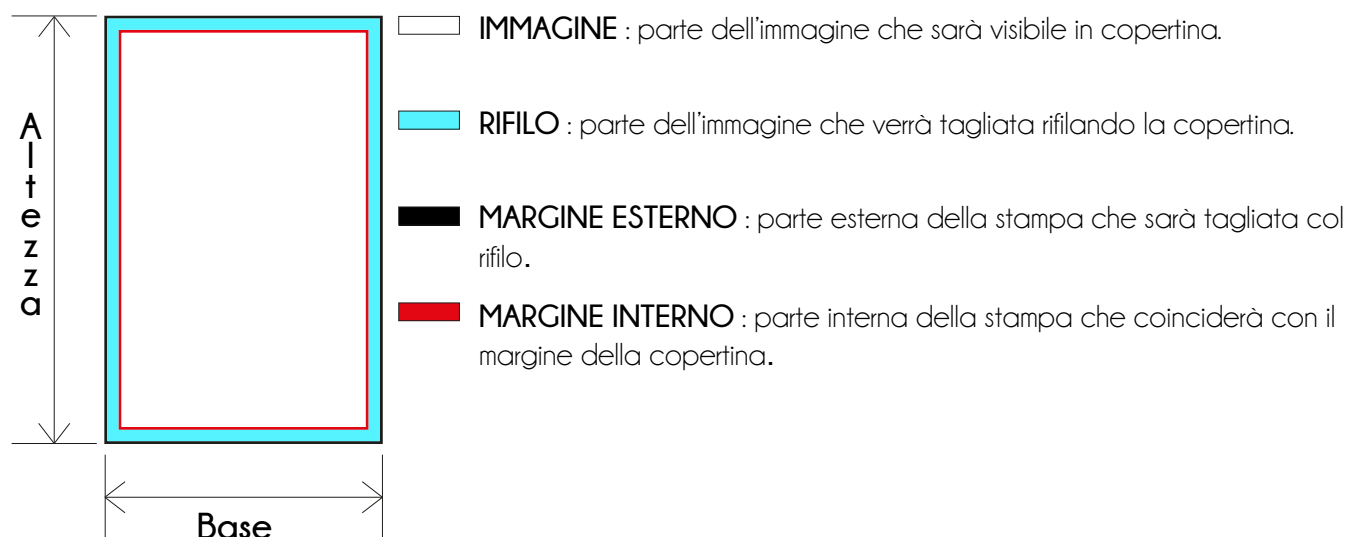 Altezza
IMMAGINE : parte dell'immagine che sarà visibile in copertina.
RIFILO : parte dell'immagine che verrà tagliata rifilando la copertina.
MARGINE ESTERNO : parte esterna della stampa che sarà tagliata col
rifilo.
MARGINE INTERNO : parte interna della stampa che coinciderà con il
margine della copertina.
Base